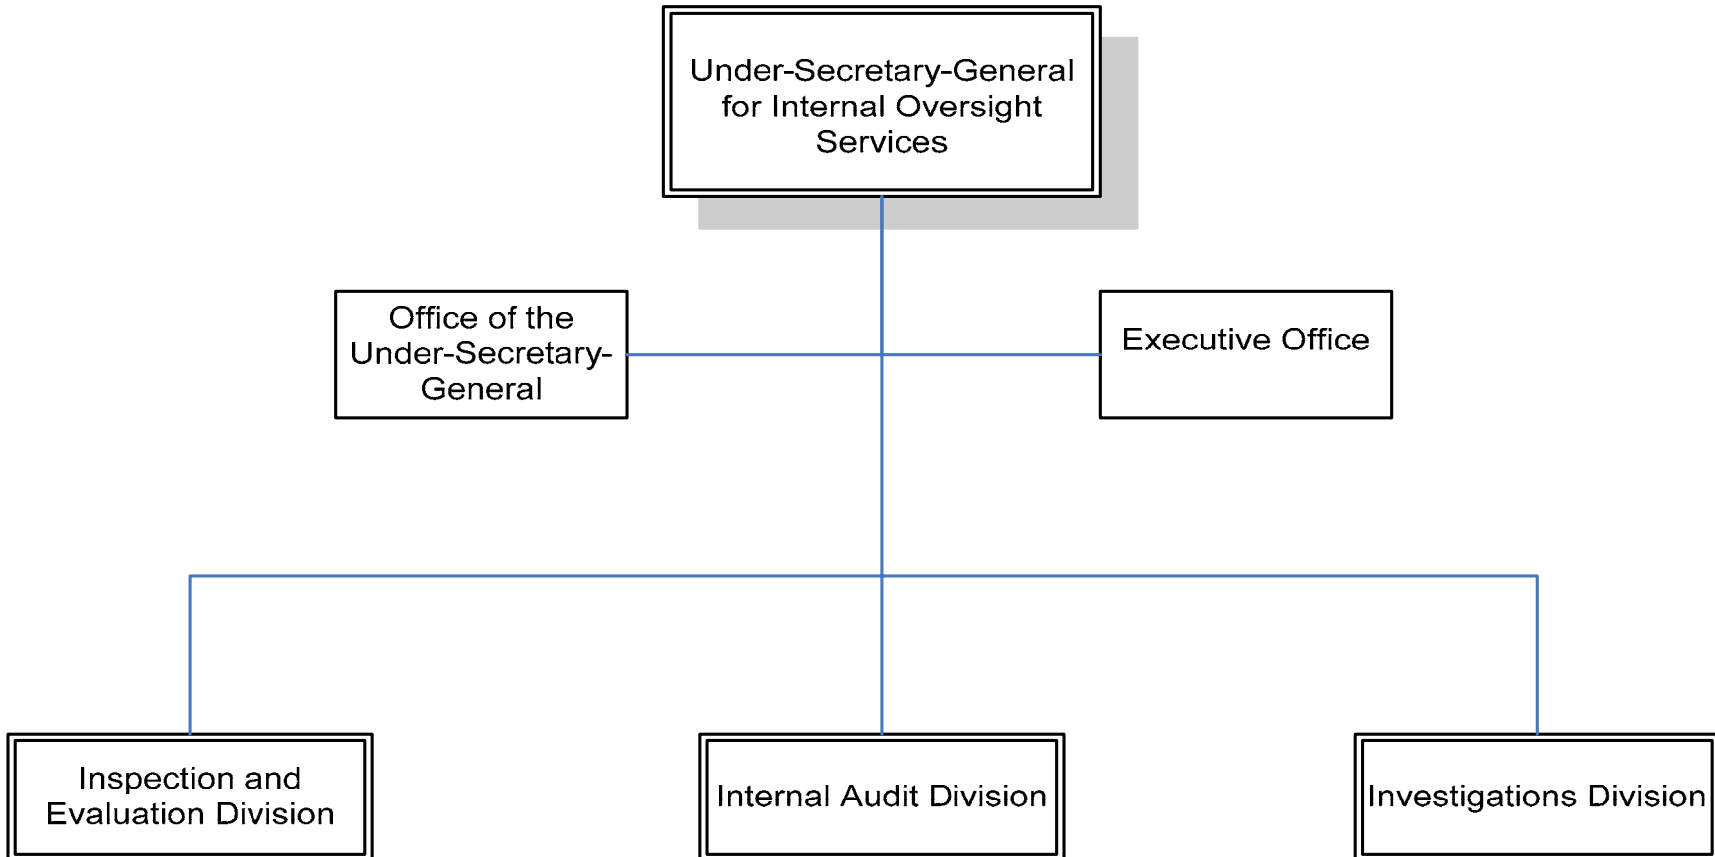 Under-Secretary-General
for Internal Oversight
Services
Office of the
Under-Secretary-
General
Executive Office
Inspection and
Evaluation Division
Internal Audit Division
Investigations Division